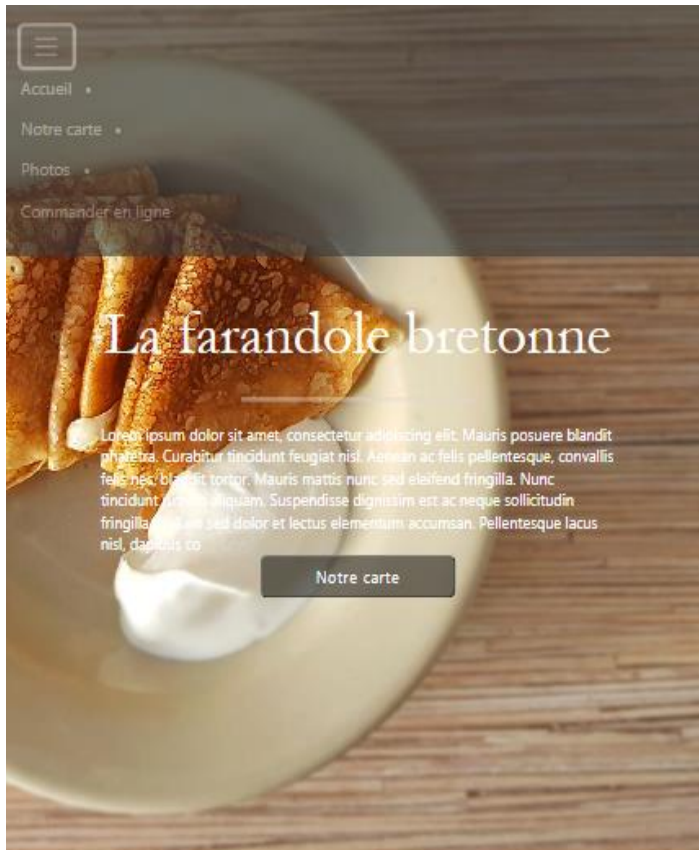 Accueil •
Notre carte •
Photos •
Commander en ligne
La farandole bretonne
Lorem ipsum dolor sit amet, consectetur adipiscing elit. Mauris posuere blandit
pharetra. Curabitur tincidunt feugiat nisl. Aenean ac felis pellentesque, convallis
felis nec, blandit tortor. Mauris mattis nunc sed eleifend fringilla. Nunc
tincidunt aliquam. Suspendisse dignissim est ac neque sollicitudin
fringilla. sed dolor et lectus elementum accumsan. Pellentesque lacus
nisl, dapibus co
Notre carte